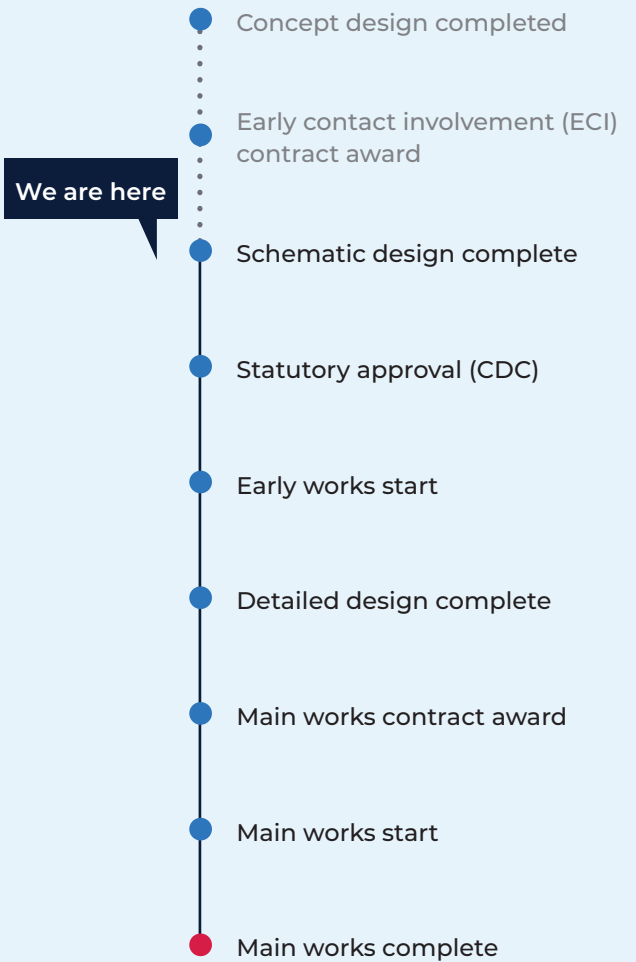 Concept design completed
Early contact involvement (ECI)
contract award
We are here
Schematic design complete
Statutory approval (CDC)
Early works start
Detailed design complete
Main works contract award
Main works start
Main works complete